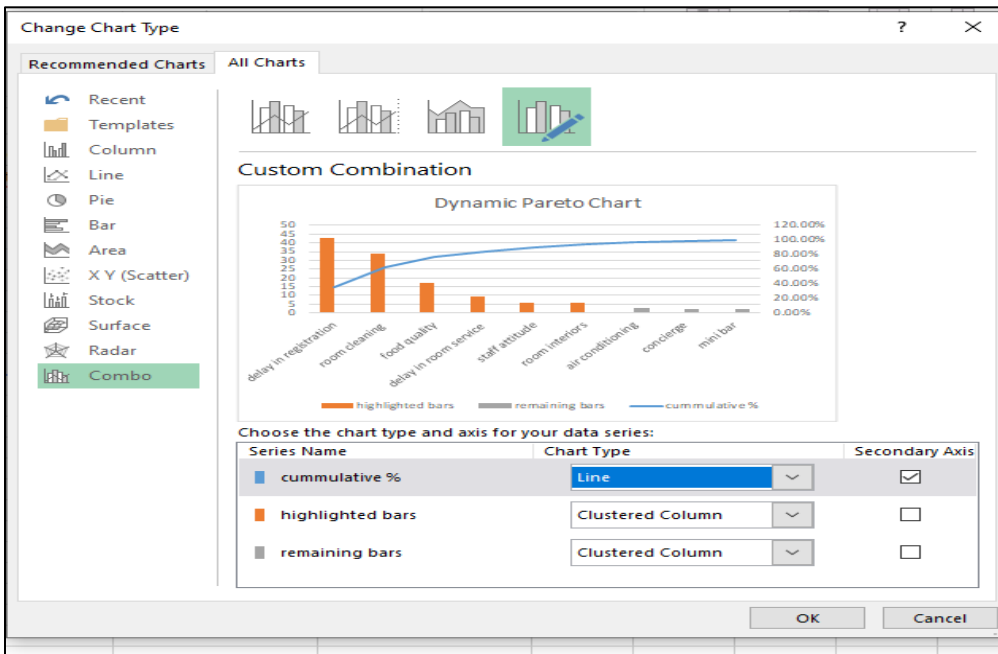 Change Chart Type ? ×
Recommended Charts All Charts
Recent
Templates
Column
Line
Pie
Bar
Area
X Y (Scatter)
Stock
Surface
Radar
Combo
Custom Combination
Dynamic Pareto Chart
50
45
40
35
30
25
20
15
10
5
0
120.00%
100.00%
80.00%
60.00%
40.00%
20.00%
0.00%
delay in registration
room cleaning
food quality
delay in room service
staff attitude
room interiors
air conditioning
concierge
mini bar
highlighted bars remaining bars cummulative %
Choose the chart type and axis for your data series:
Series Name Chart Type Secondary Axis
cummulative % Line
highlighted bars Clustered Column
remaining bars Clustered Column
OK Cancel